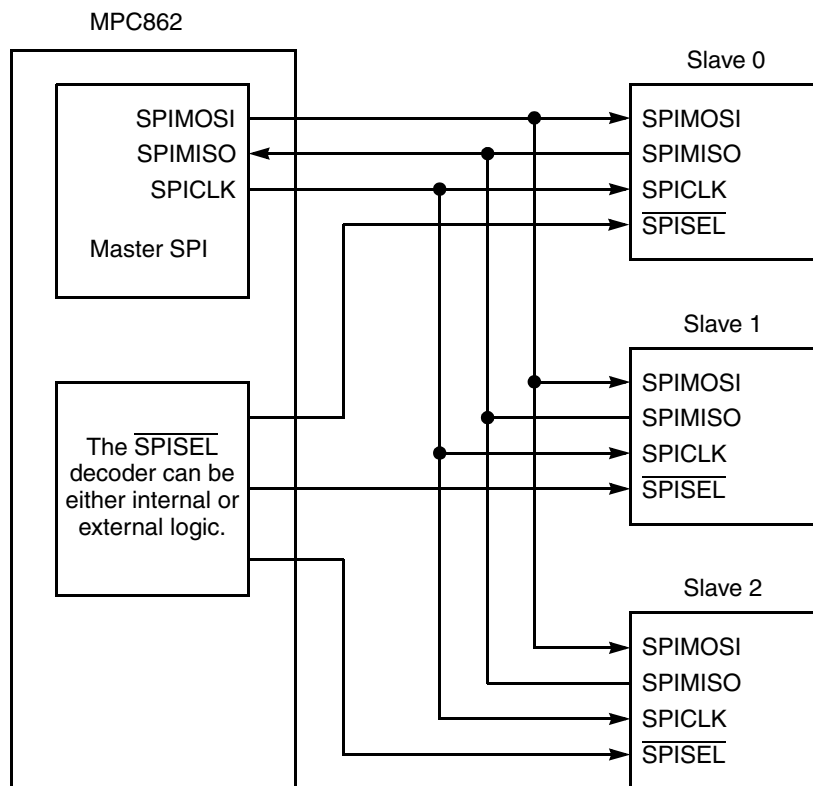 MPC862
SPIMOSI
SPIMISO
SPICLK
Master SPI
The SPISEL
decoder can be
either internal or
external logic.
Slave 0
SPIMOSI
SPIMISO
SPICLK
SPISEL
Slave 1
SPIMOSI
SPIMISO
SPICLK
SPISEL
Slave 2
SPIMOSI
SPIMISO
SPICLK
SPISEL